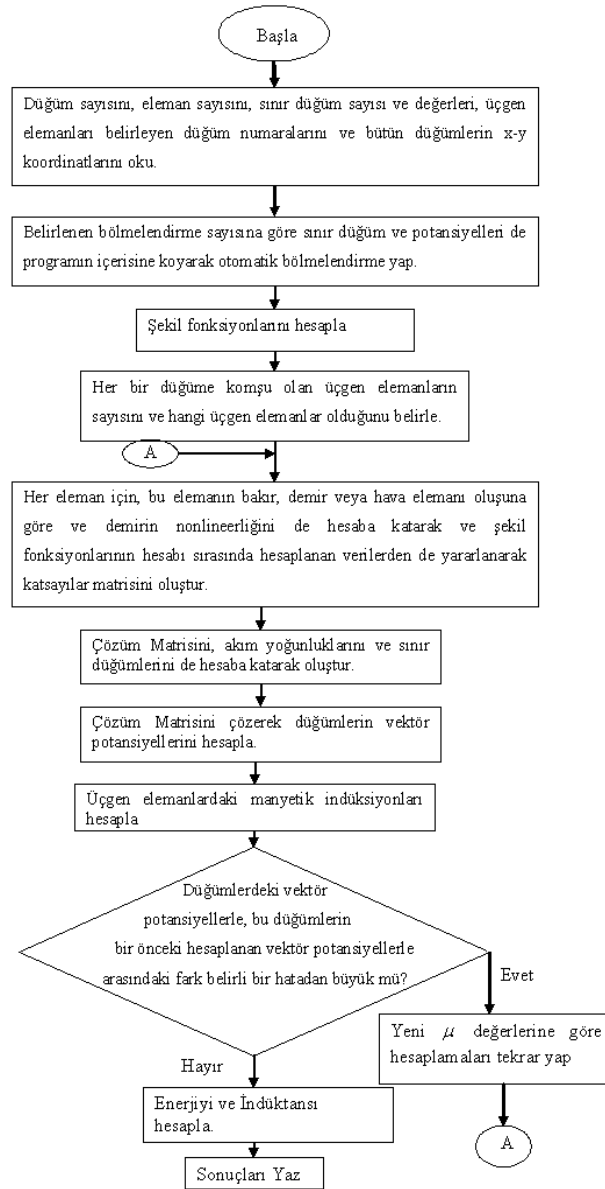 Başla
Düğüm sayısını, eleman sayısını, sınır düğüm sayısı ve değerleri, üçgen
elemanları belirleyen düğüm numaralarını ve bütün düğümlerin x-y
koordinatlarını oku.
Belirlenen bölmelendirme sayısına göre sınır düğüm ve potansiyelleri de
programın içerisine koyarak otomatik bölmelendirme yap.
Şekil fonksiyonlarını hesapla
Her bir düğüme komşu olan üçgen elemanların
sayısını ve hangi üçgen elemanlar olduğunu belirle.
A
Her eleman için, bu elemanın bakır, demir veya hava elemanı oluşuna
göre ve demirin nonlineerliğini de hesaba katarak ve şekil
fonksiyonlarının hesabı sırasında hesaplanan verilerden de yararlanarak
katsayılar matrisini oluştur.
Çözüm Matrisini, akım yoğunluklarını ve sınır
düğümlerini de hesaba katarak oluştur.
Çözüm Matrisini çözerek düğümlerin vektör
potansiyellerini hesapla.
Üçgen elemanlardaki manyetik indüksiyonları
hesapla
Düğümlerdeki vektör
potansiyellerle, bu düğümlerin
bir önceki hesaplanan vektör potansiyellerle
arasındaki fark belirli bir hatadan büyük mü?
Evet
Yeni μ değerlerine göre
hesaplamaları tekrar yap
A
Hayır
Enerjiyi ve İndüktansı
hesapla.
Sonuçları Yaz